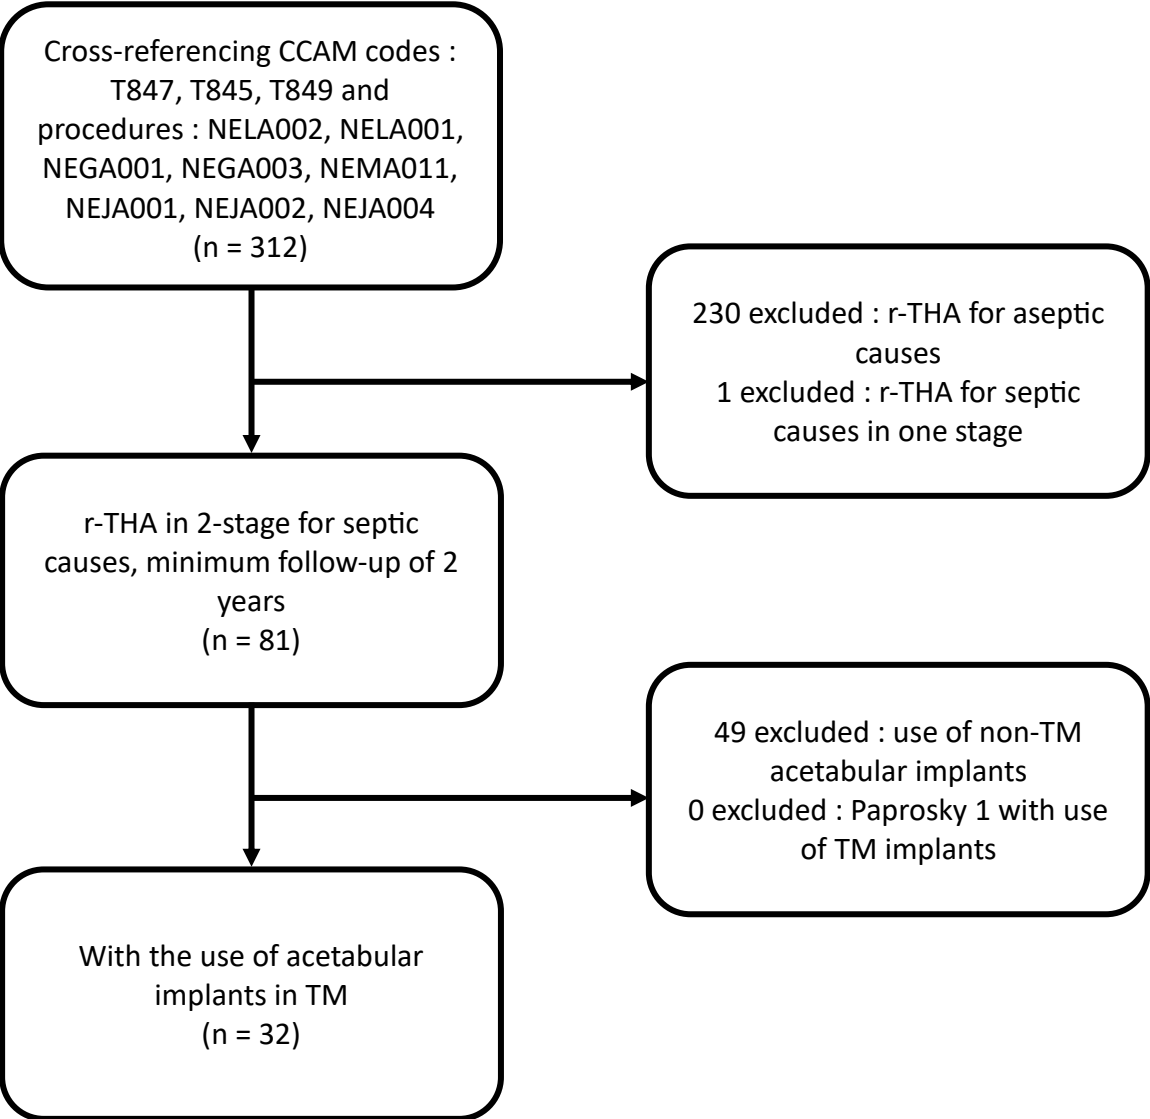 Cross-referencing CCAM codes :
T847, T845, T849 and
procedures : NELA002, NELA001,
NEGA001, NEGA003, NEMA011,
NEJA001, NEJA002, NEJA004
(n = 312)
230 excluded : r-THA for aseptic
causes
1 excluded : r-THA for septic
causes in one stage
r-THA in 2-stage for septic
causes, minimum follow-up of 2
years
(n = 81)
49 excluded : use of non-TM
acetabular implants
0 excluded : Paprosky 1 with use
of TM implants
With the use of acetabular
implants in TM
(n = 32)